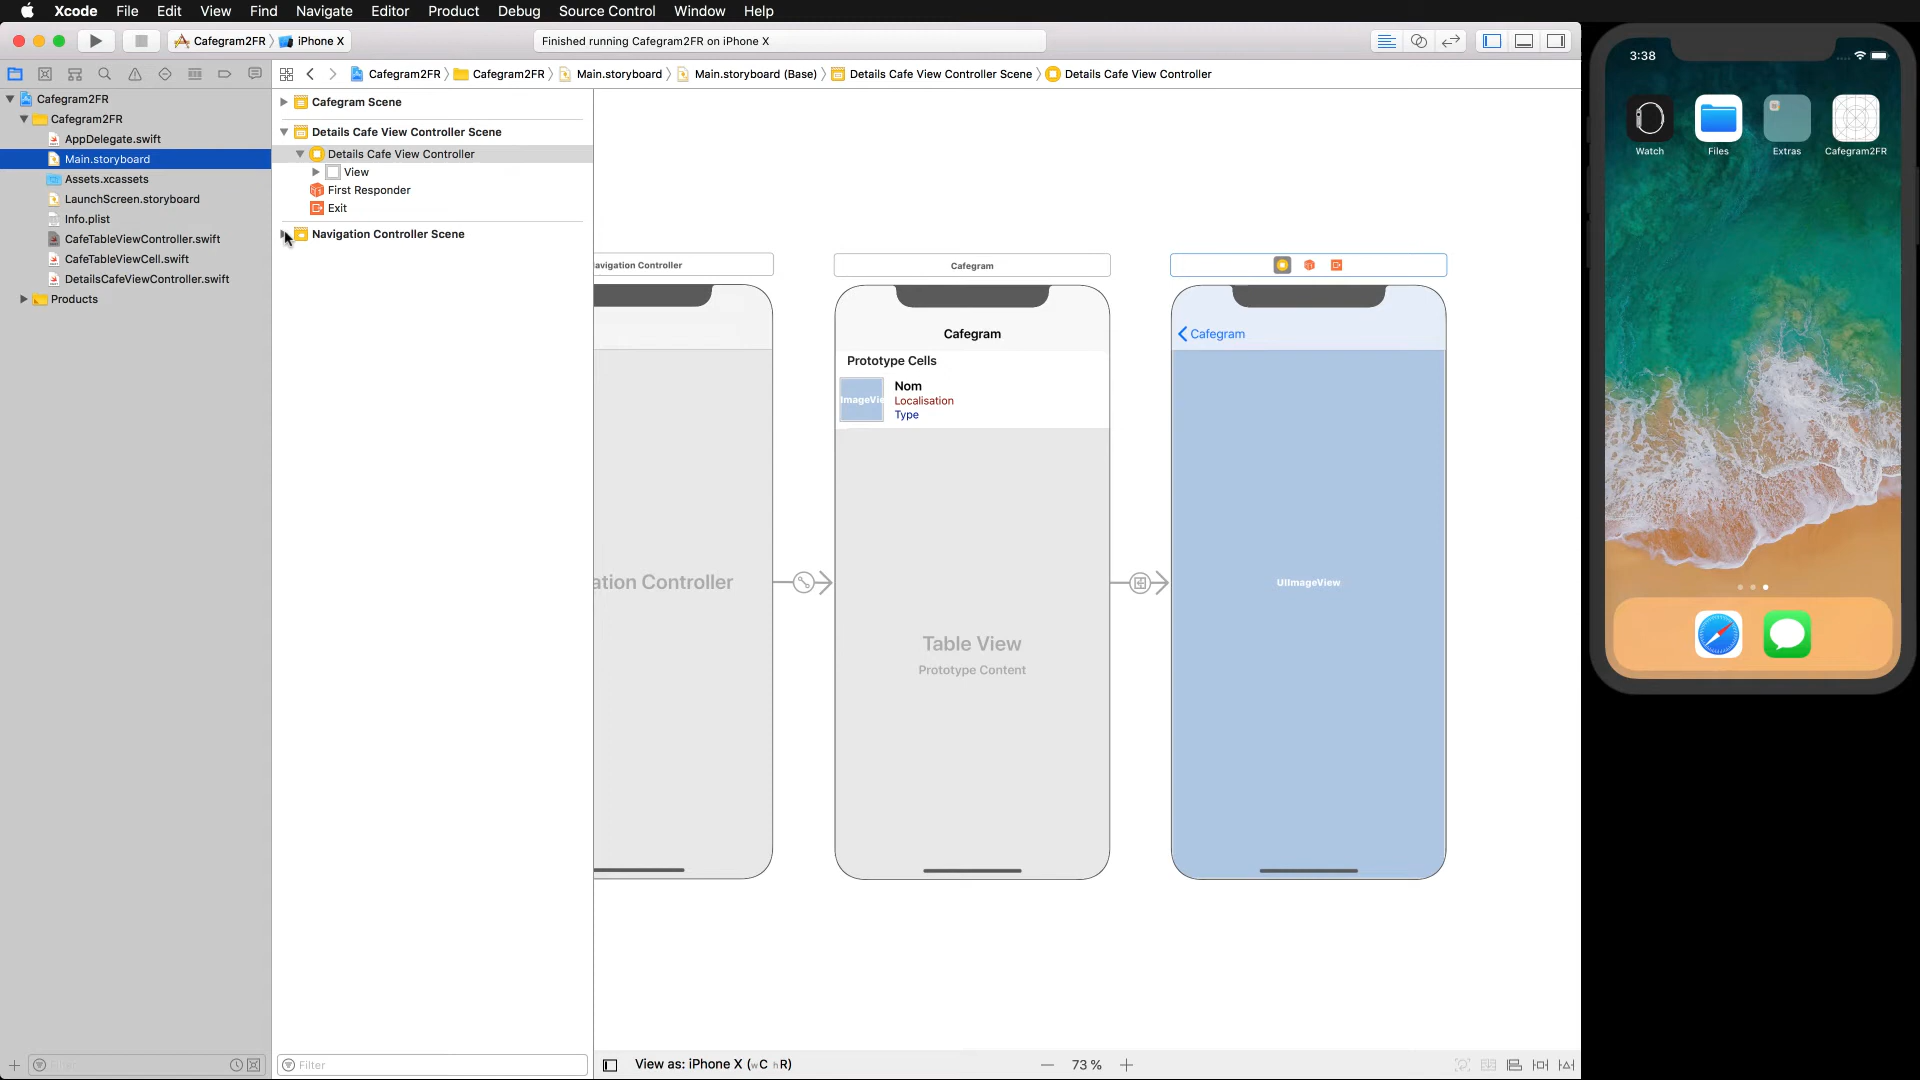 Xcode File Edit View Find Navigate Editor Product Debug Source Control Window Help
Cafegram2FR iPhone X
Finished running Cafegram2FR on iPhone X
Cafegram2FR Cafegram2FR Main.storyboard Main.storyboard (Base) Details Cafe View Controller Scene Details Cafe View Controller
Cafegram2FR
Cafegram2FR
AppDelegate.swift
Main.storyboard
Assets.xcassets
LaunchScreen.storyboard
Info.plist
CafeTableViewController.swift
CafeTableViewCell.swift
DetailsCafeViewController.swift
Products
Cafegram Scene
Details Cafe View Controller Scene
Details Cafe View Controller
View
First Responder
Exit
Navigation Controller Scene
avigation Controller
ation Controller
Cafegram
Cafegram
Prototype Cells
ImageVie
Nom
Localisation
Type
Table View
Prototype Content
Cafegram
UIImageView
3:38
Watch
Files
Extras
Cafegram2FR
Filter
View as: iPhone X (wC hR)
73 %